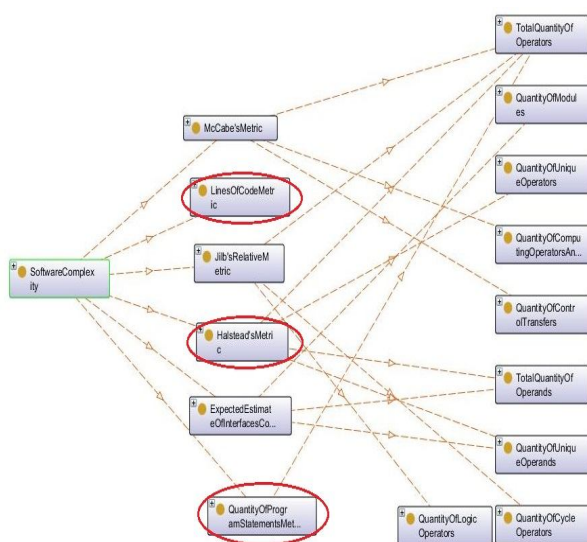 TotalQuantityOf
Operators
QuantityOfModul
es
McCabe'sMetric
QuantityOfUniqu
eOperators
LinesOfCodeMetr
ic
QuantityOfCompu
tingOperatorsAn...
SoftwareComplex
ity
Jilb'sRelativeM
etric
QuantityOfContr
olTransfers
Halstead'sMetri
c
TotalQuantityOf
Operands
ExpectedEstimat
eOfInterfacesCo...
QuantityOfUniqu
eOperands
QuantityOfProgr
amStatementsMet...
QuantityOfLogic
Operators
QuantityOfCycle
Operators